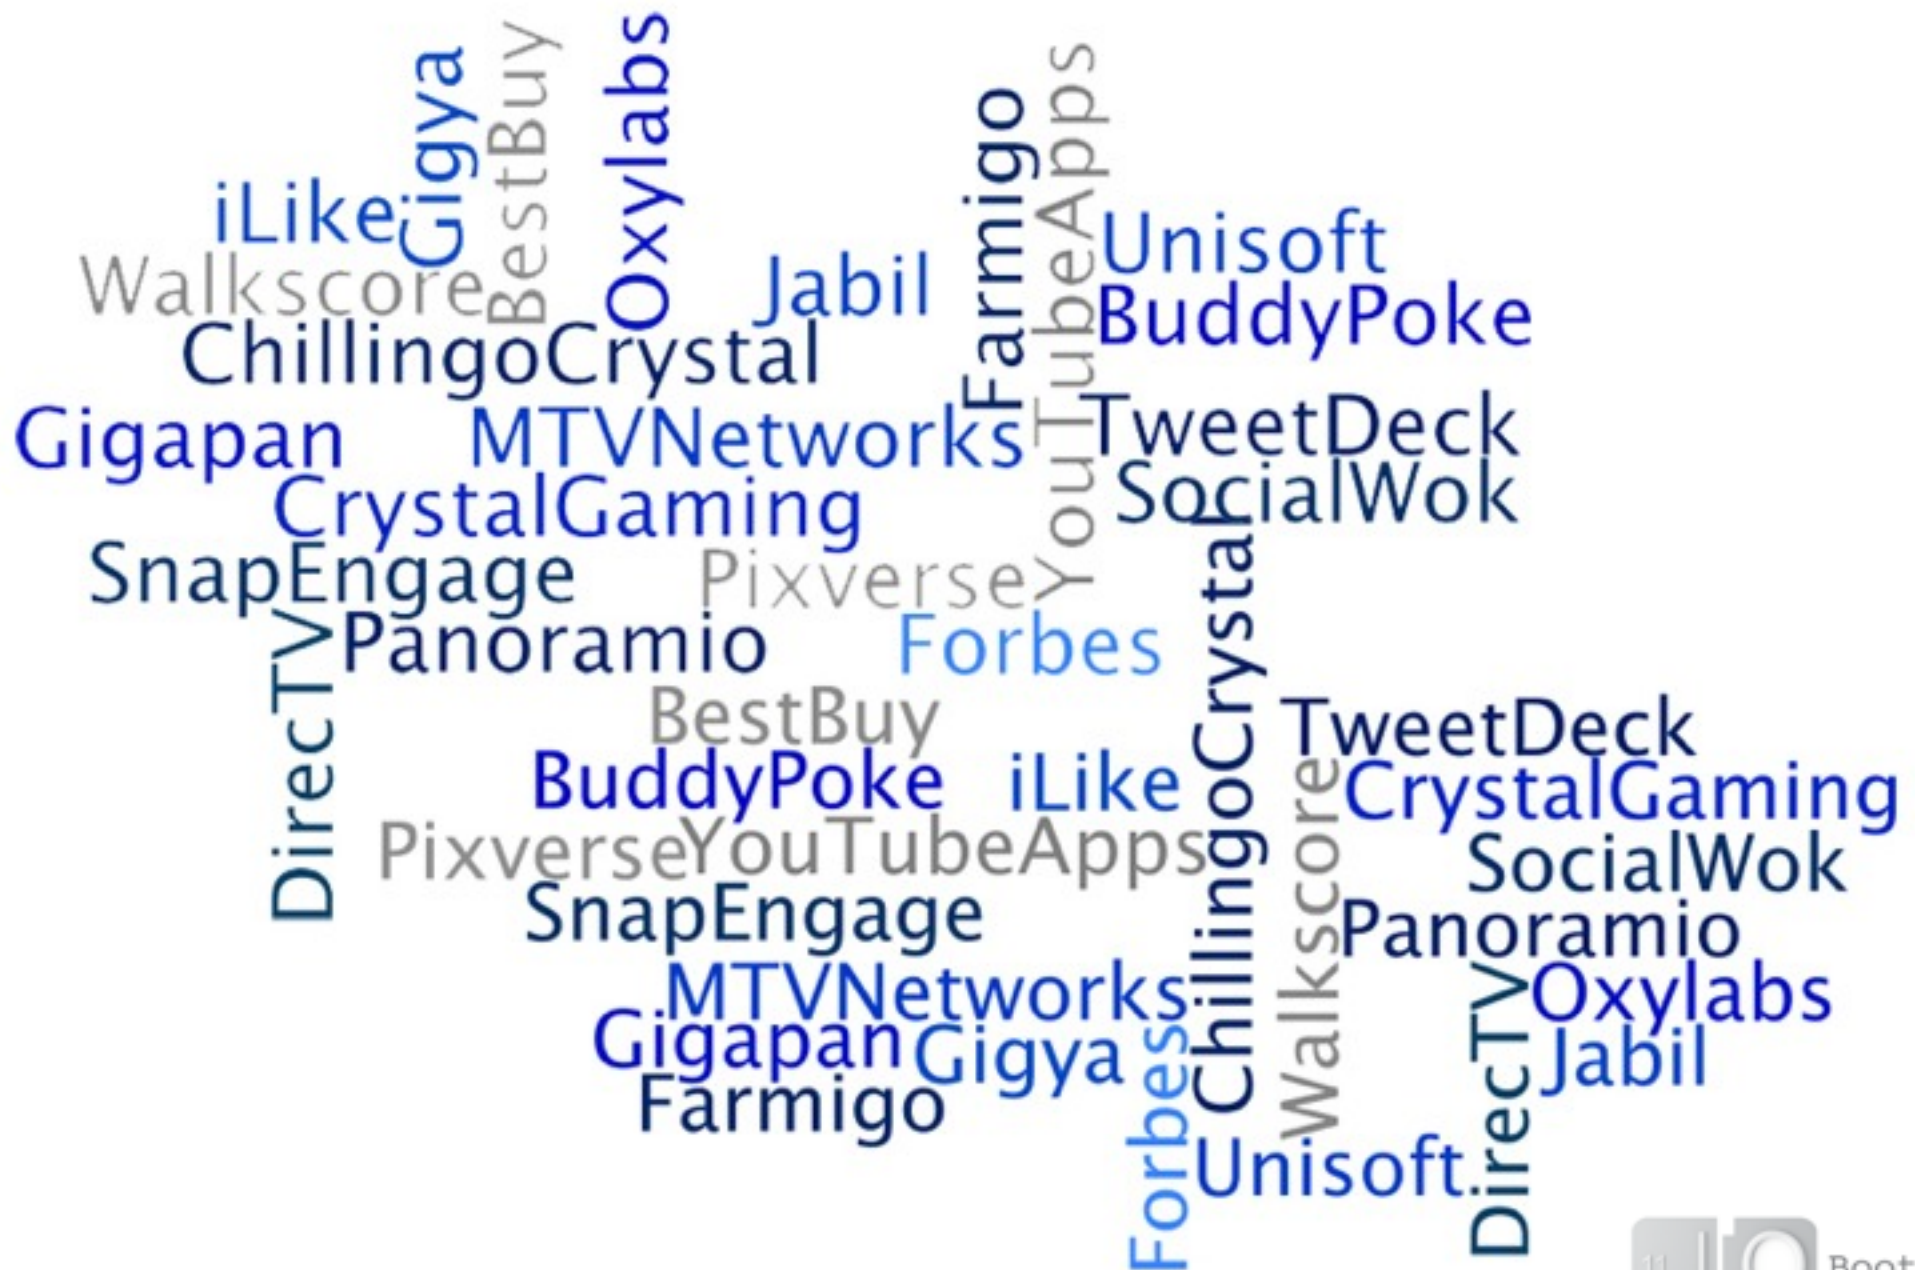 Gigya
BestBuy
Oxylabs
Farmigo
YouTubeApps
iLike
Unisoft
Walkscore
Jabil
BuddyPoke
ChillingoCrystal
Gigapan
MTVNetworks
TweetDeck
CrystalGaming
SocialWok
SnapEngage
Pixverse
DirecTV
Panoramio
Forbes
ChillingoCrystal
BestBuy
TweetDeck
BuddyPoke
iLike
Walkscore
CrystalGaming
Pixverse
YouTubeApps
SocialWok
SnapEngage
Panoramio
MTVNetworks
DirecTV
Oxylabs
Gigapan
Gigya
Forbes
Jabil
Farmigo
Unisoft